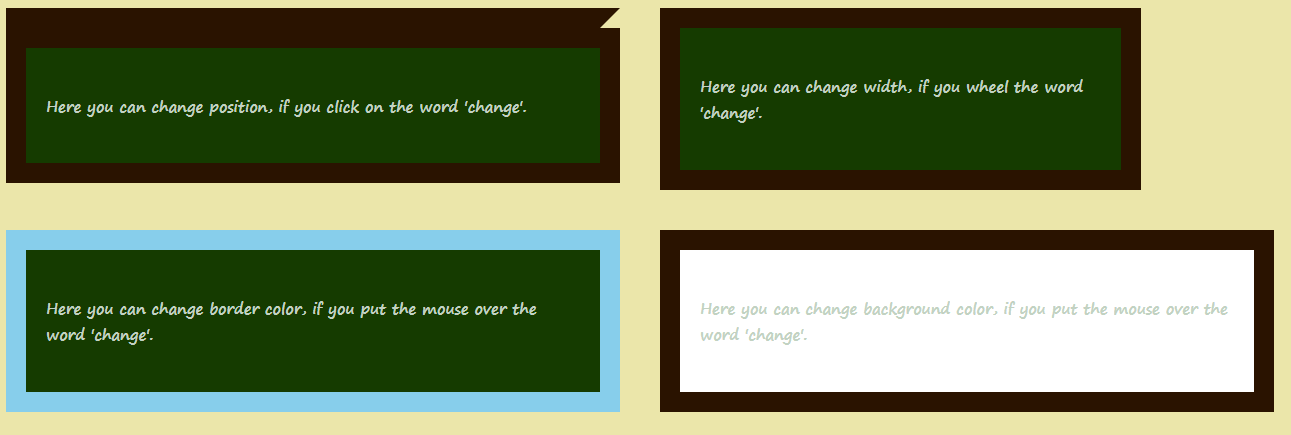 Here you can change position, if you click on the word 'change'.
Here you can change width, if you wheel the word
'change'.
Here you can change border color, if you put the mouse over the
word 'change'.
Here you can change background color, if you put the mouse over the
word 'change'.